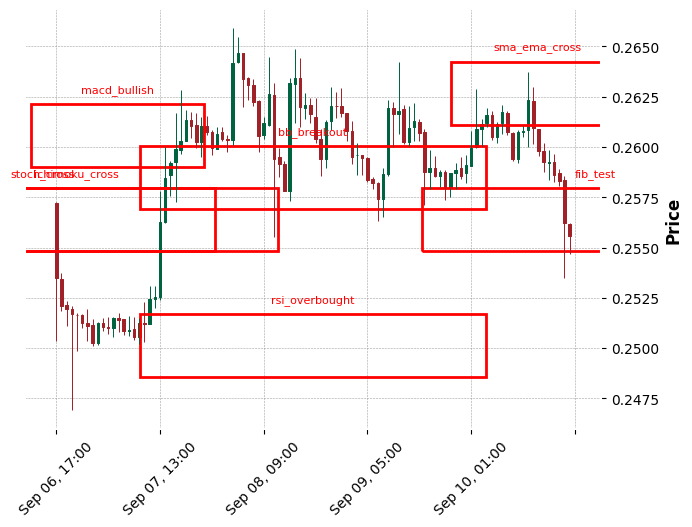 sma_ema_cross
macd_bullish
bb_breakout
stoch_cross
ichimoku_cross
fib_test
rsi_overbought
0.2650
0.2625
0.2600
0.2575
0.2550
0.2525
0.2500
0.2475
Price
Sep 06, 17:00
Sep 07, 13:00
Sep 08, 09:00
Sep 09, 05:00
Sep 10, 01:00